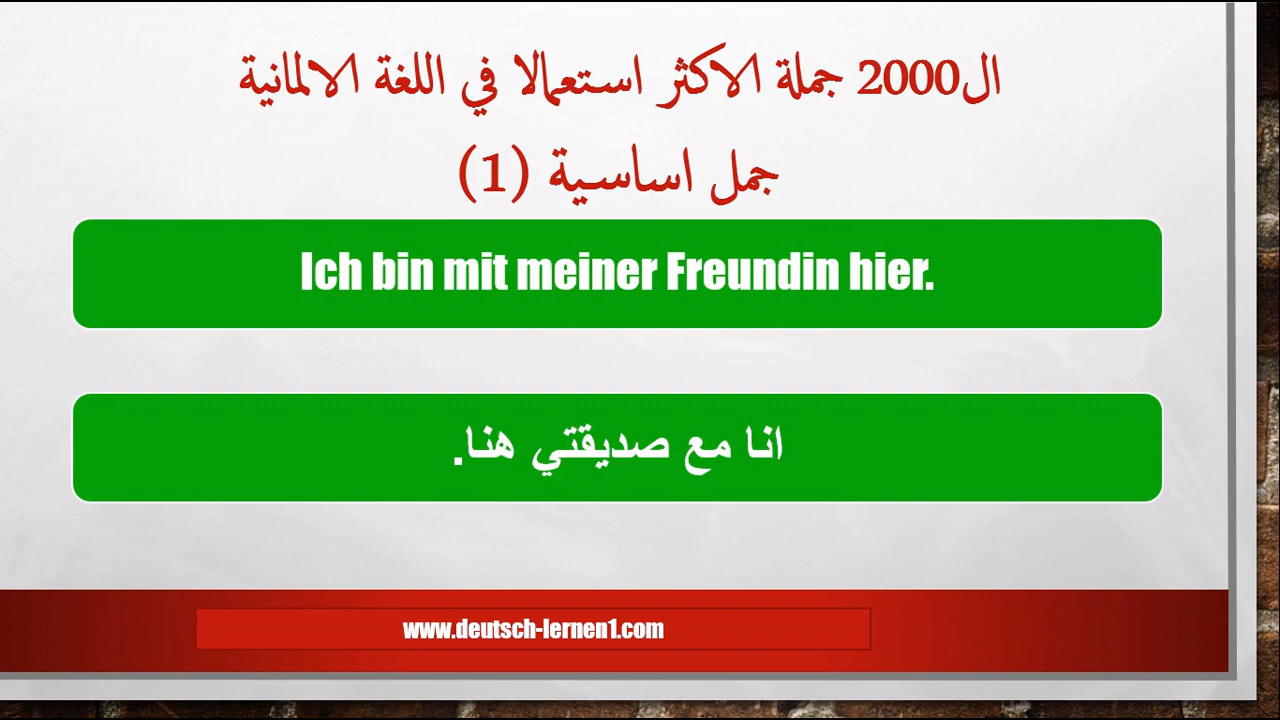 ال2000 جملة الاكثر استعمالا في اللغة الالمانية
جمل اساسية (1)
Ich bin mit meiner Freundin hier.
انا مع صديقتي هنا.
www.deutsch-lernen1.com